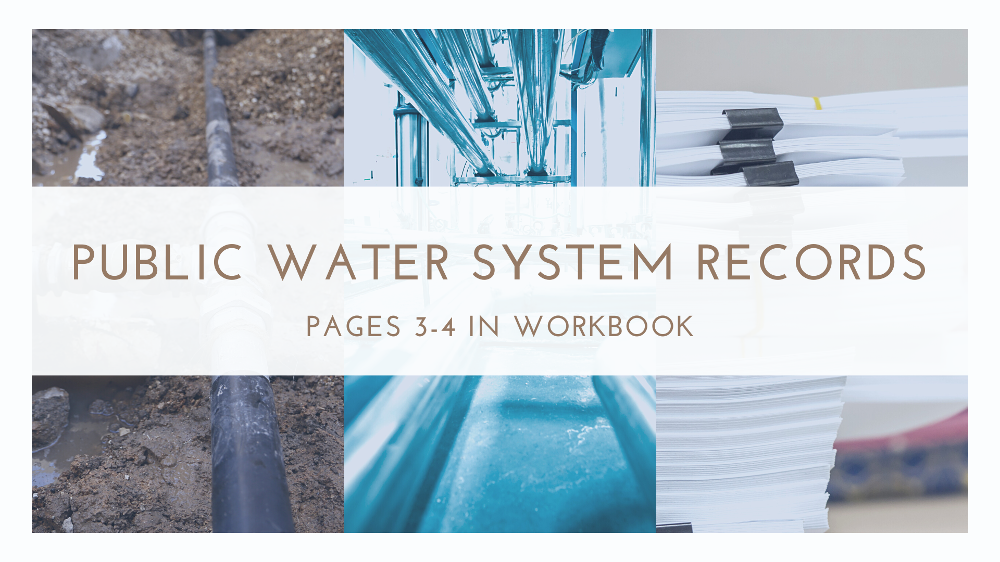 PUBLIC WATER SYSTEM RECORDS
PAGES 3-4 IN WORKBOOK